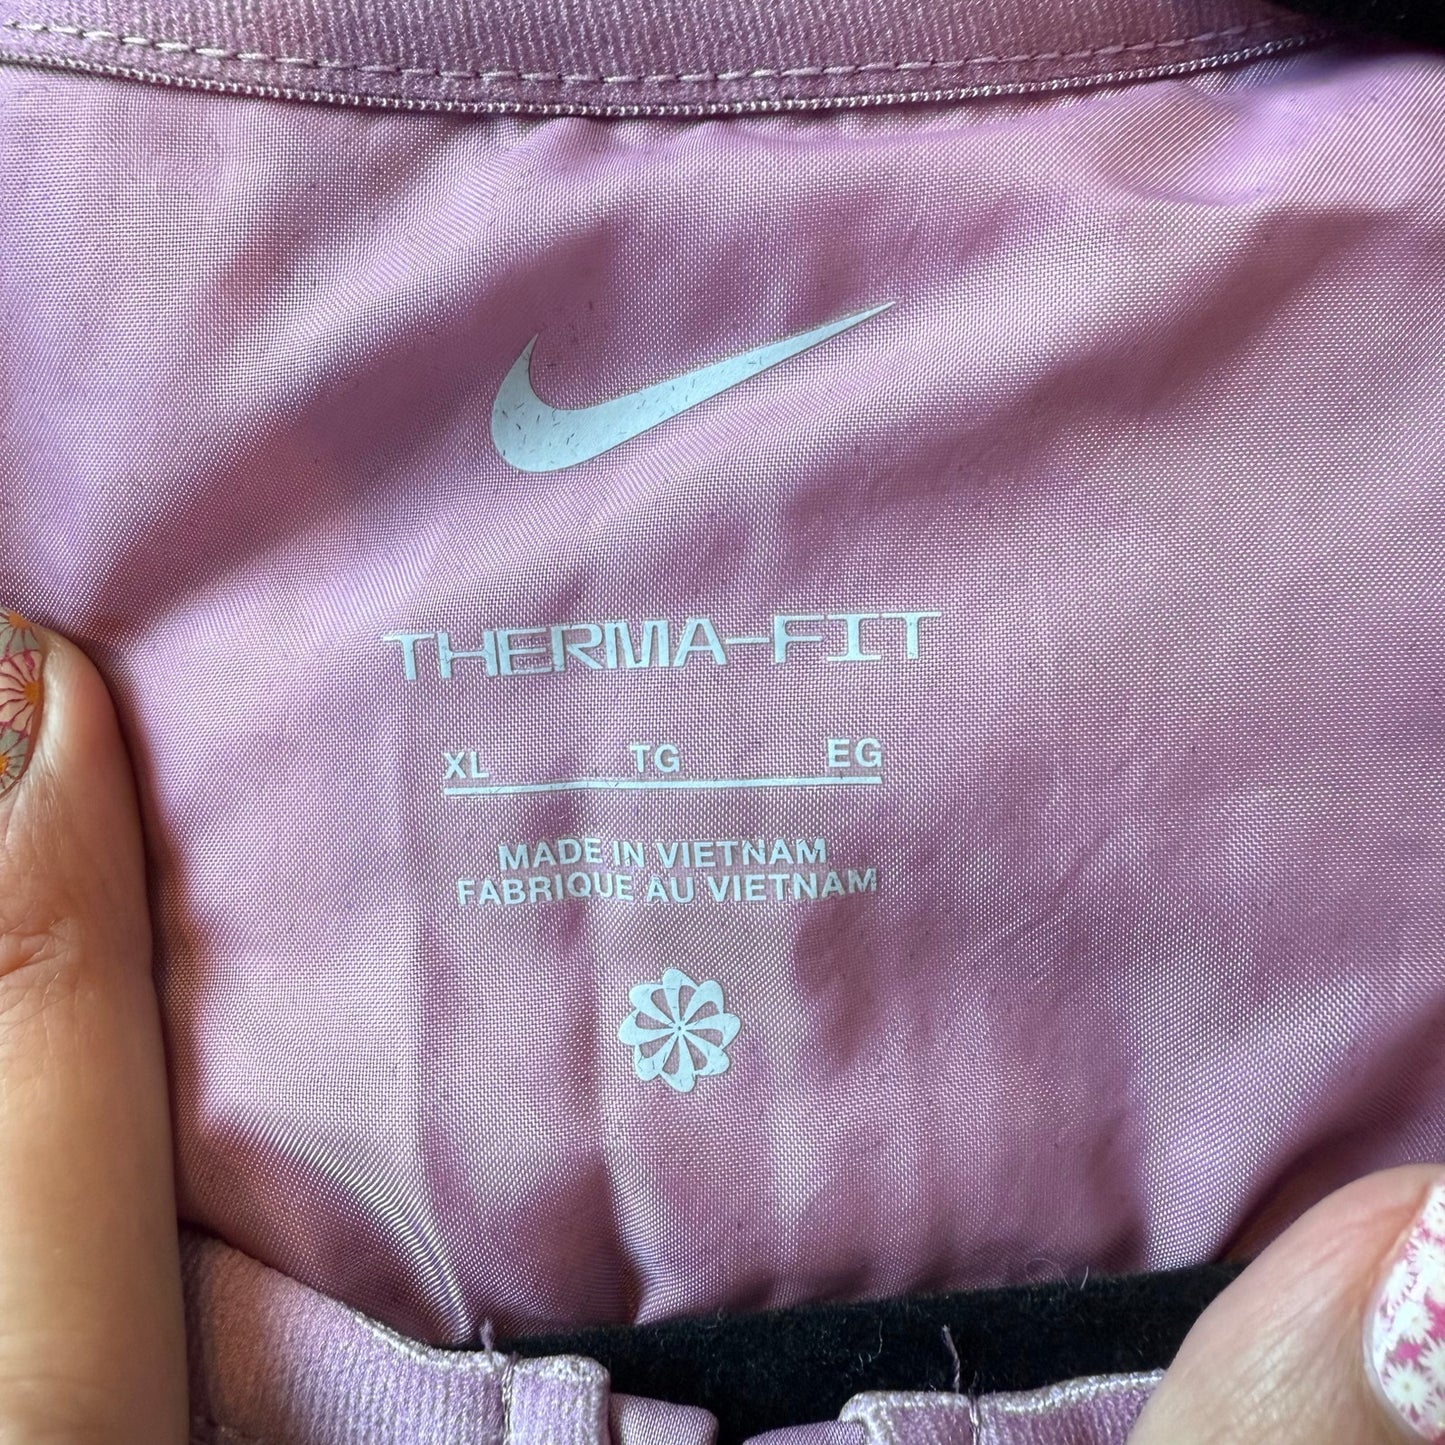 THERMA-FIT
XL TG EG
MADE IN VIETNAM
FABRIQUE AU VIETNAM